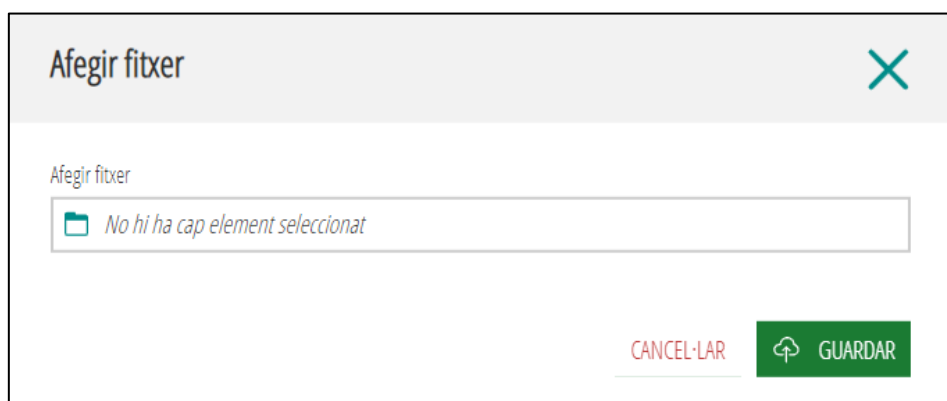 Afegir fitxer
Afegir fitxer
No hi ha cap element seleccionat
CANCEL·LAR GUARDAR